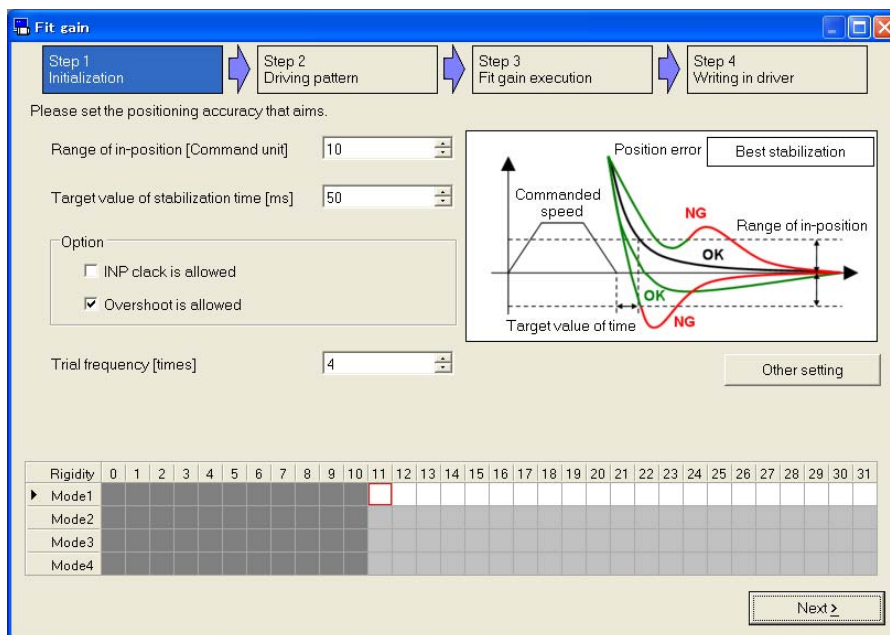 Fit gain
Step 1
Initialization
Step 2
Driving pattern
Step 3
Fit gain execution
Step 4
Writing in driver
Please set the positioning accuracy that aims.
Range of in-position [Command unit]
10
Target value of stabilization time [ms]
50
Option
INP clack is allowed
Overshoot is allowed
Trial frequency [times]
4
Position error
Best stabilization
Commanded
speed
NG
Range of in-position
OK
OK
NG
Target value of time
Other setting
Rigidity 0 1 2 3 4 5 6 7 8 9 10 11 12 13 14 15 16 17 18 19 20 21 22 23 24 25 26 27 28 29 30 31
Mode1
Mode2
Mode3
Mode4
Next >